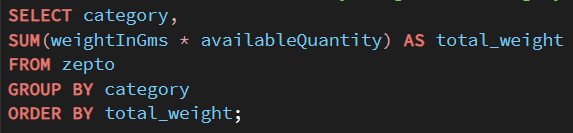 SELECT category,
SUM(weightInGms * availableQuantity) AS total_weight
FROM zepto
GROUP BY category
ORDER BY total_weight;